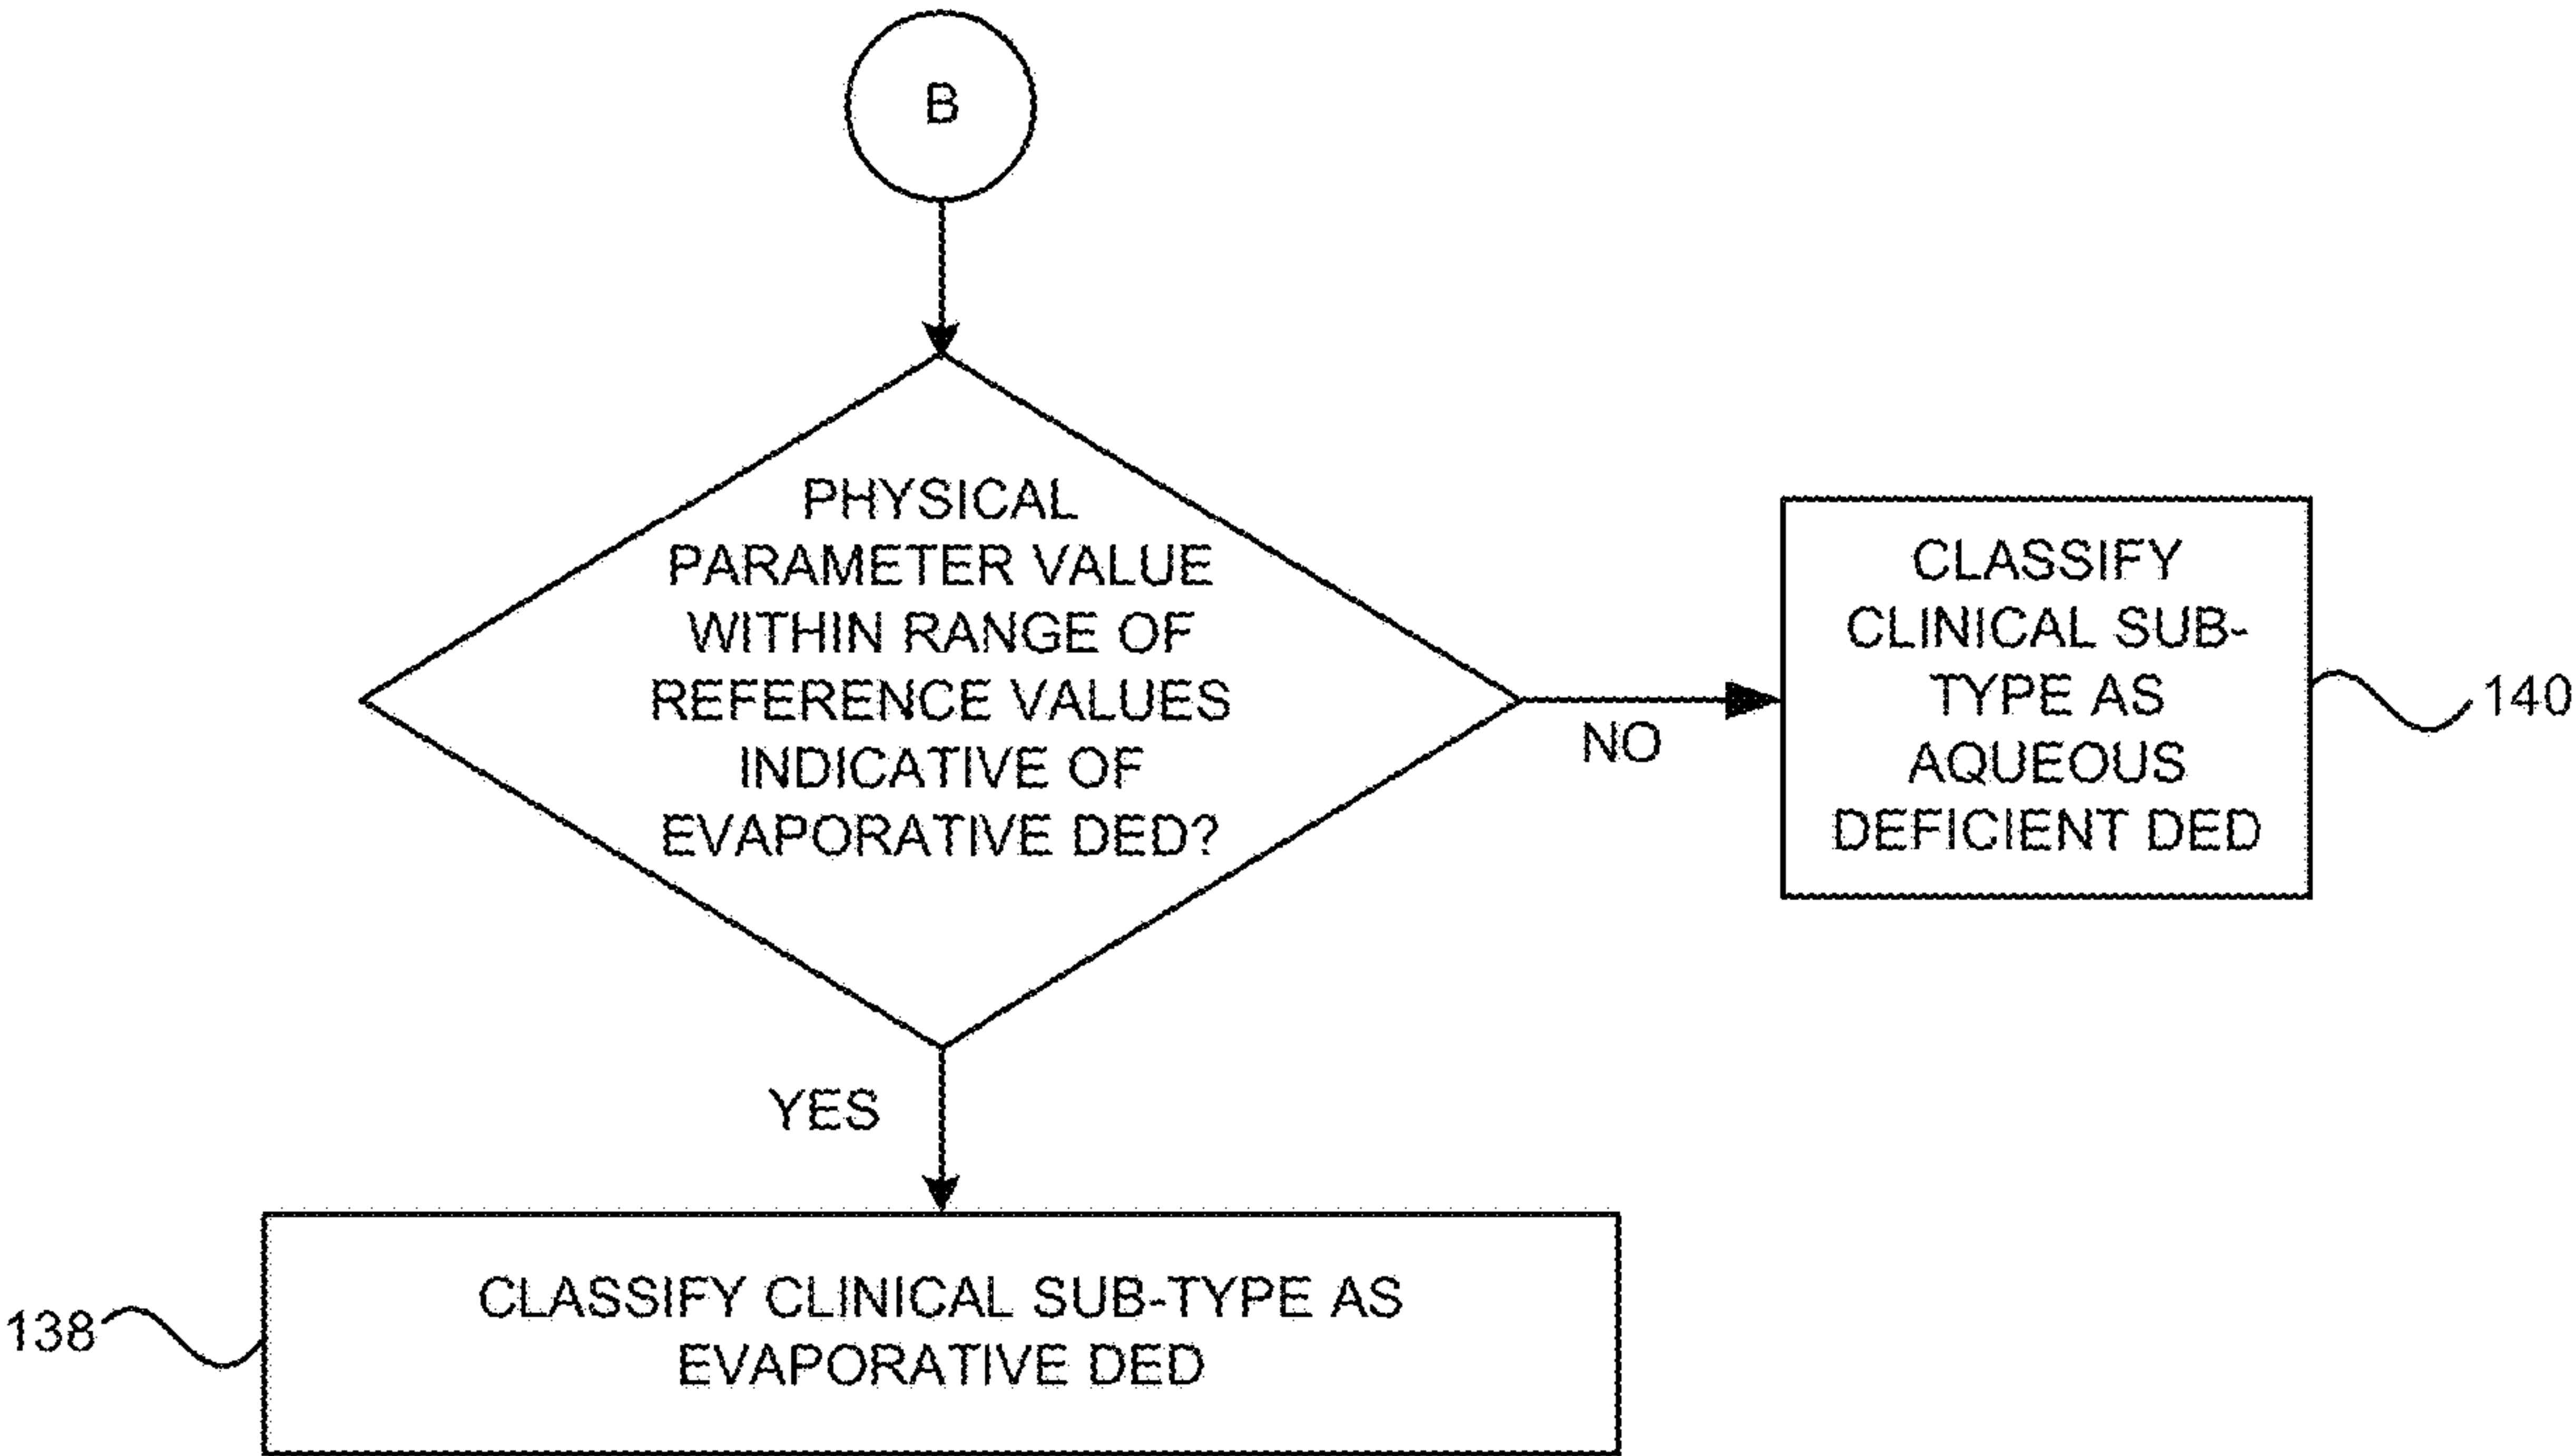 B
PHYSICAL
PARAMETER VALUE
WITHIN RANGE OF
REFERENCE VALUES
INDICATIVE OF
EVAPORATIVE DED?
NO
CLASSIFY
CLINICAL SUB-
TYPE AS
AQUEOUS
DEFICIENT DED
140
YES
CLASSIFY CLINICAL SUB-TYPE AS
EVAPORATIVE DED
138